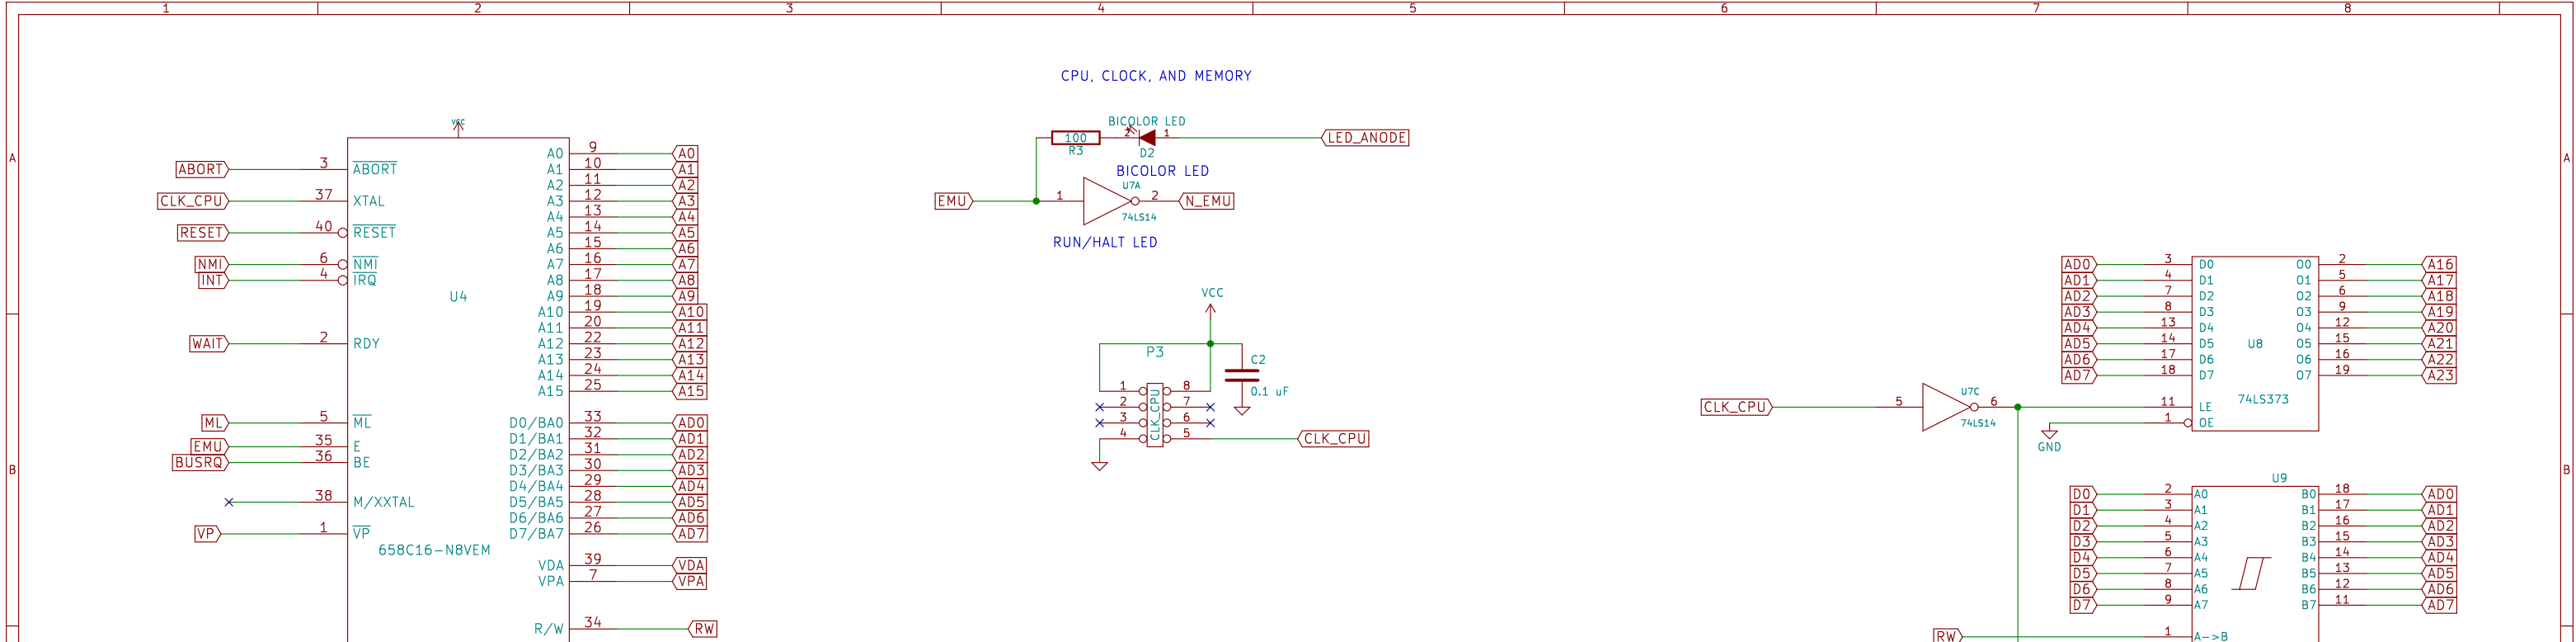 1 2 3 4 5 6 7 8
A A
B B
CPU, CLOCK, AND MEMORY
VCC
ABORT 3 ABORT
CLK_CPU 37 XTAL
RESET 40 RESET
NMI 6 NMI
INT 4 IRQ
WAIT 2 RDY
ML 5 ML
EMU 35 E
BUSRQ 36 BE
38 M/XXTAL
VP 1 VP
U4
658C16-N8VEM
A0 9 A0
A1 10 A1
A2 11 A2
A3 12 A3
A4 13 A4
A5 14 A5
A6 15 A6
A7 16 A7
A8 17 A8
A9 18 A9
A10 19 A10
A11 20 A11
A12 22 A12
A13 23 A13
A14 24 A14
A15 25 A15
D0/BA0 33 AD0
D1/BA1 32 AD1
D2/BA2 31 AD2
D3/BA3 30 AD3
D4/BA4 29 AD4
D5/BA5 28 AD5
D6/BA6 27 AD6
D7/BA7 26 AD7
VDA 39 VDA
VPA 7 VPA
R/W 34 RW
BICOLOR LED
100 2 1 LED_ANODE
R3 D2
BICOLOR LED
U7A
EMU 1 2 N_EMU
74LS14
RUN/HALT LED
VCC
P3 C2
0.1 uF
1 8
2 7
3 6
4 5 CLK_CPU
CLK_CPU
CLK_CPU 5 6
U7C
74LS14
AD0 3 D0 O0 2 A16
AD1 4 D1 O1 5 A17
AD2 7 D2 O2 6 A18
AD3 8 D3 O3 9 A19
AD4 13 D4 O4 12 A20
AD5 14 D5 O5 15 A21
AD6 17 D6 O6 16 A22
AD7 18 D7 O7 19 A23
U8
74LS373
11 LE
1 OE
GND
U9
D0 2 A0 B0 18 AD0
D1 3 A1 B1 17 AD1
D2 4 A2 B2 16 AD2
D3 5 A3 B3 15 AD3
D4 6 A4 B4 14 AD4
D5 7 A5 B5 13 AD5
D6 8 A6 B6 12 AD6
D7 9 A7 B7 11 AD7
RW 1 A->B